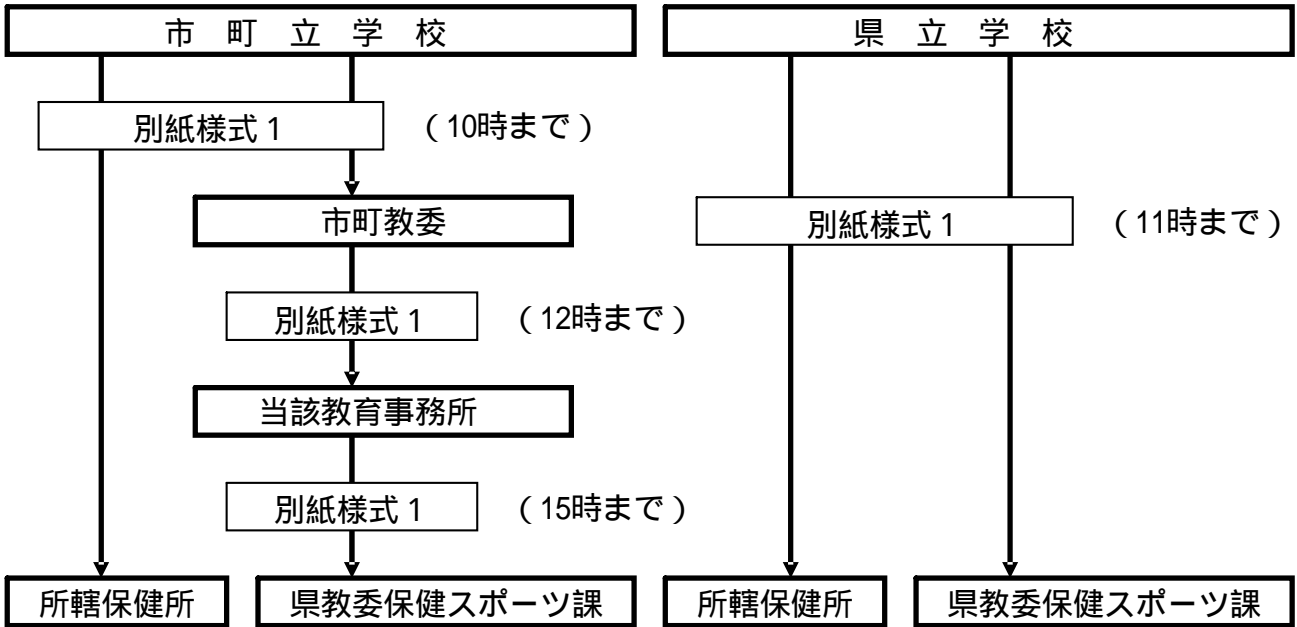 市　町　立　学　校
別紙様式１　（10時まで）
市町教委
別紙様式１　（12時まで）
当該教育事務所
別紙様式１　（15時まで）
所轄保健所　県教委保健スポーツ課
県　立　学　校
別紙様式１　（11時まで）
所轄保健所　県教委保健スポーツ課